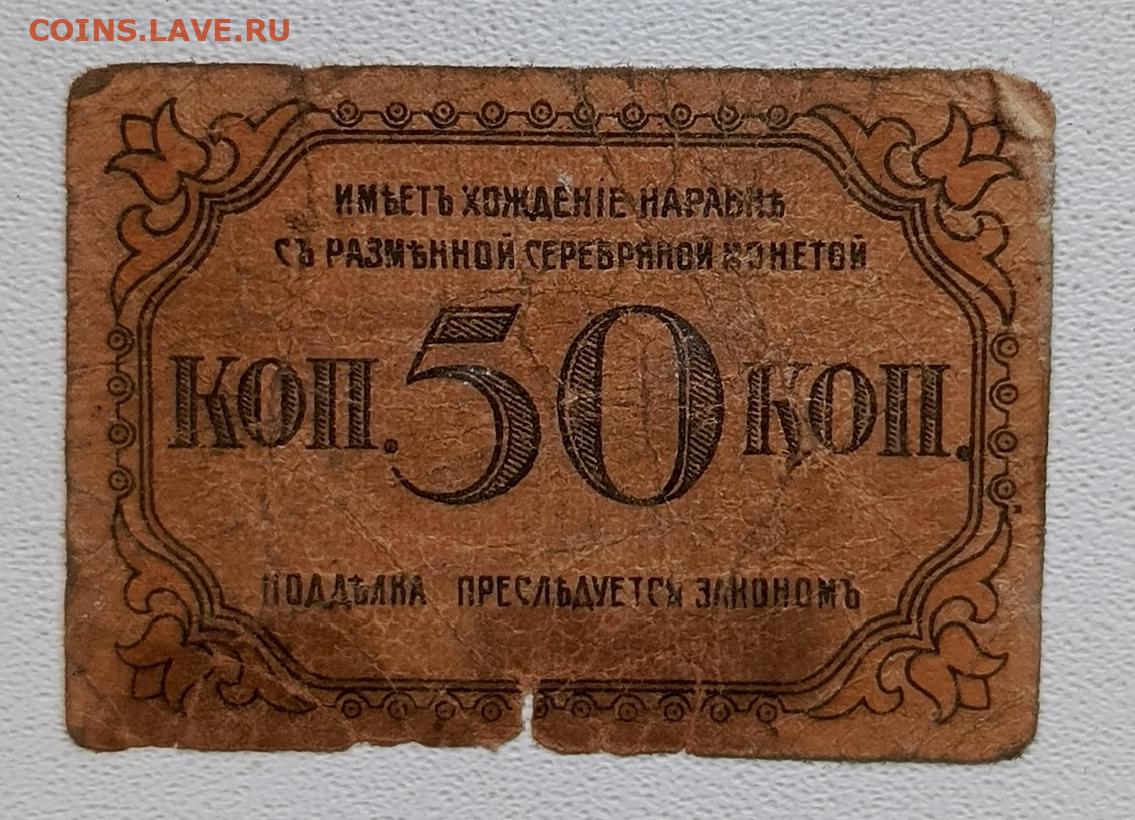 COINS.LAVE.RU
ИМѢЕТЪ ХОЖДЕНІЕ НАРАВНѢ
СЪ РАЗМѢННОЙ СЕРЕБРЯНОЙ МОНЕТОЙ
КОП. 50 КОП.
ПОДДѢЛКА ПРЕСЛѢДУЕТСЯ ЗАКОНОМЪ